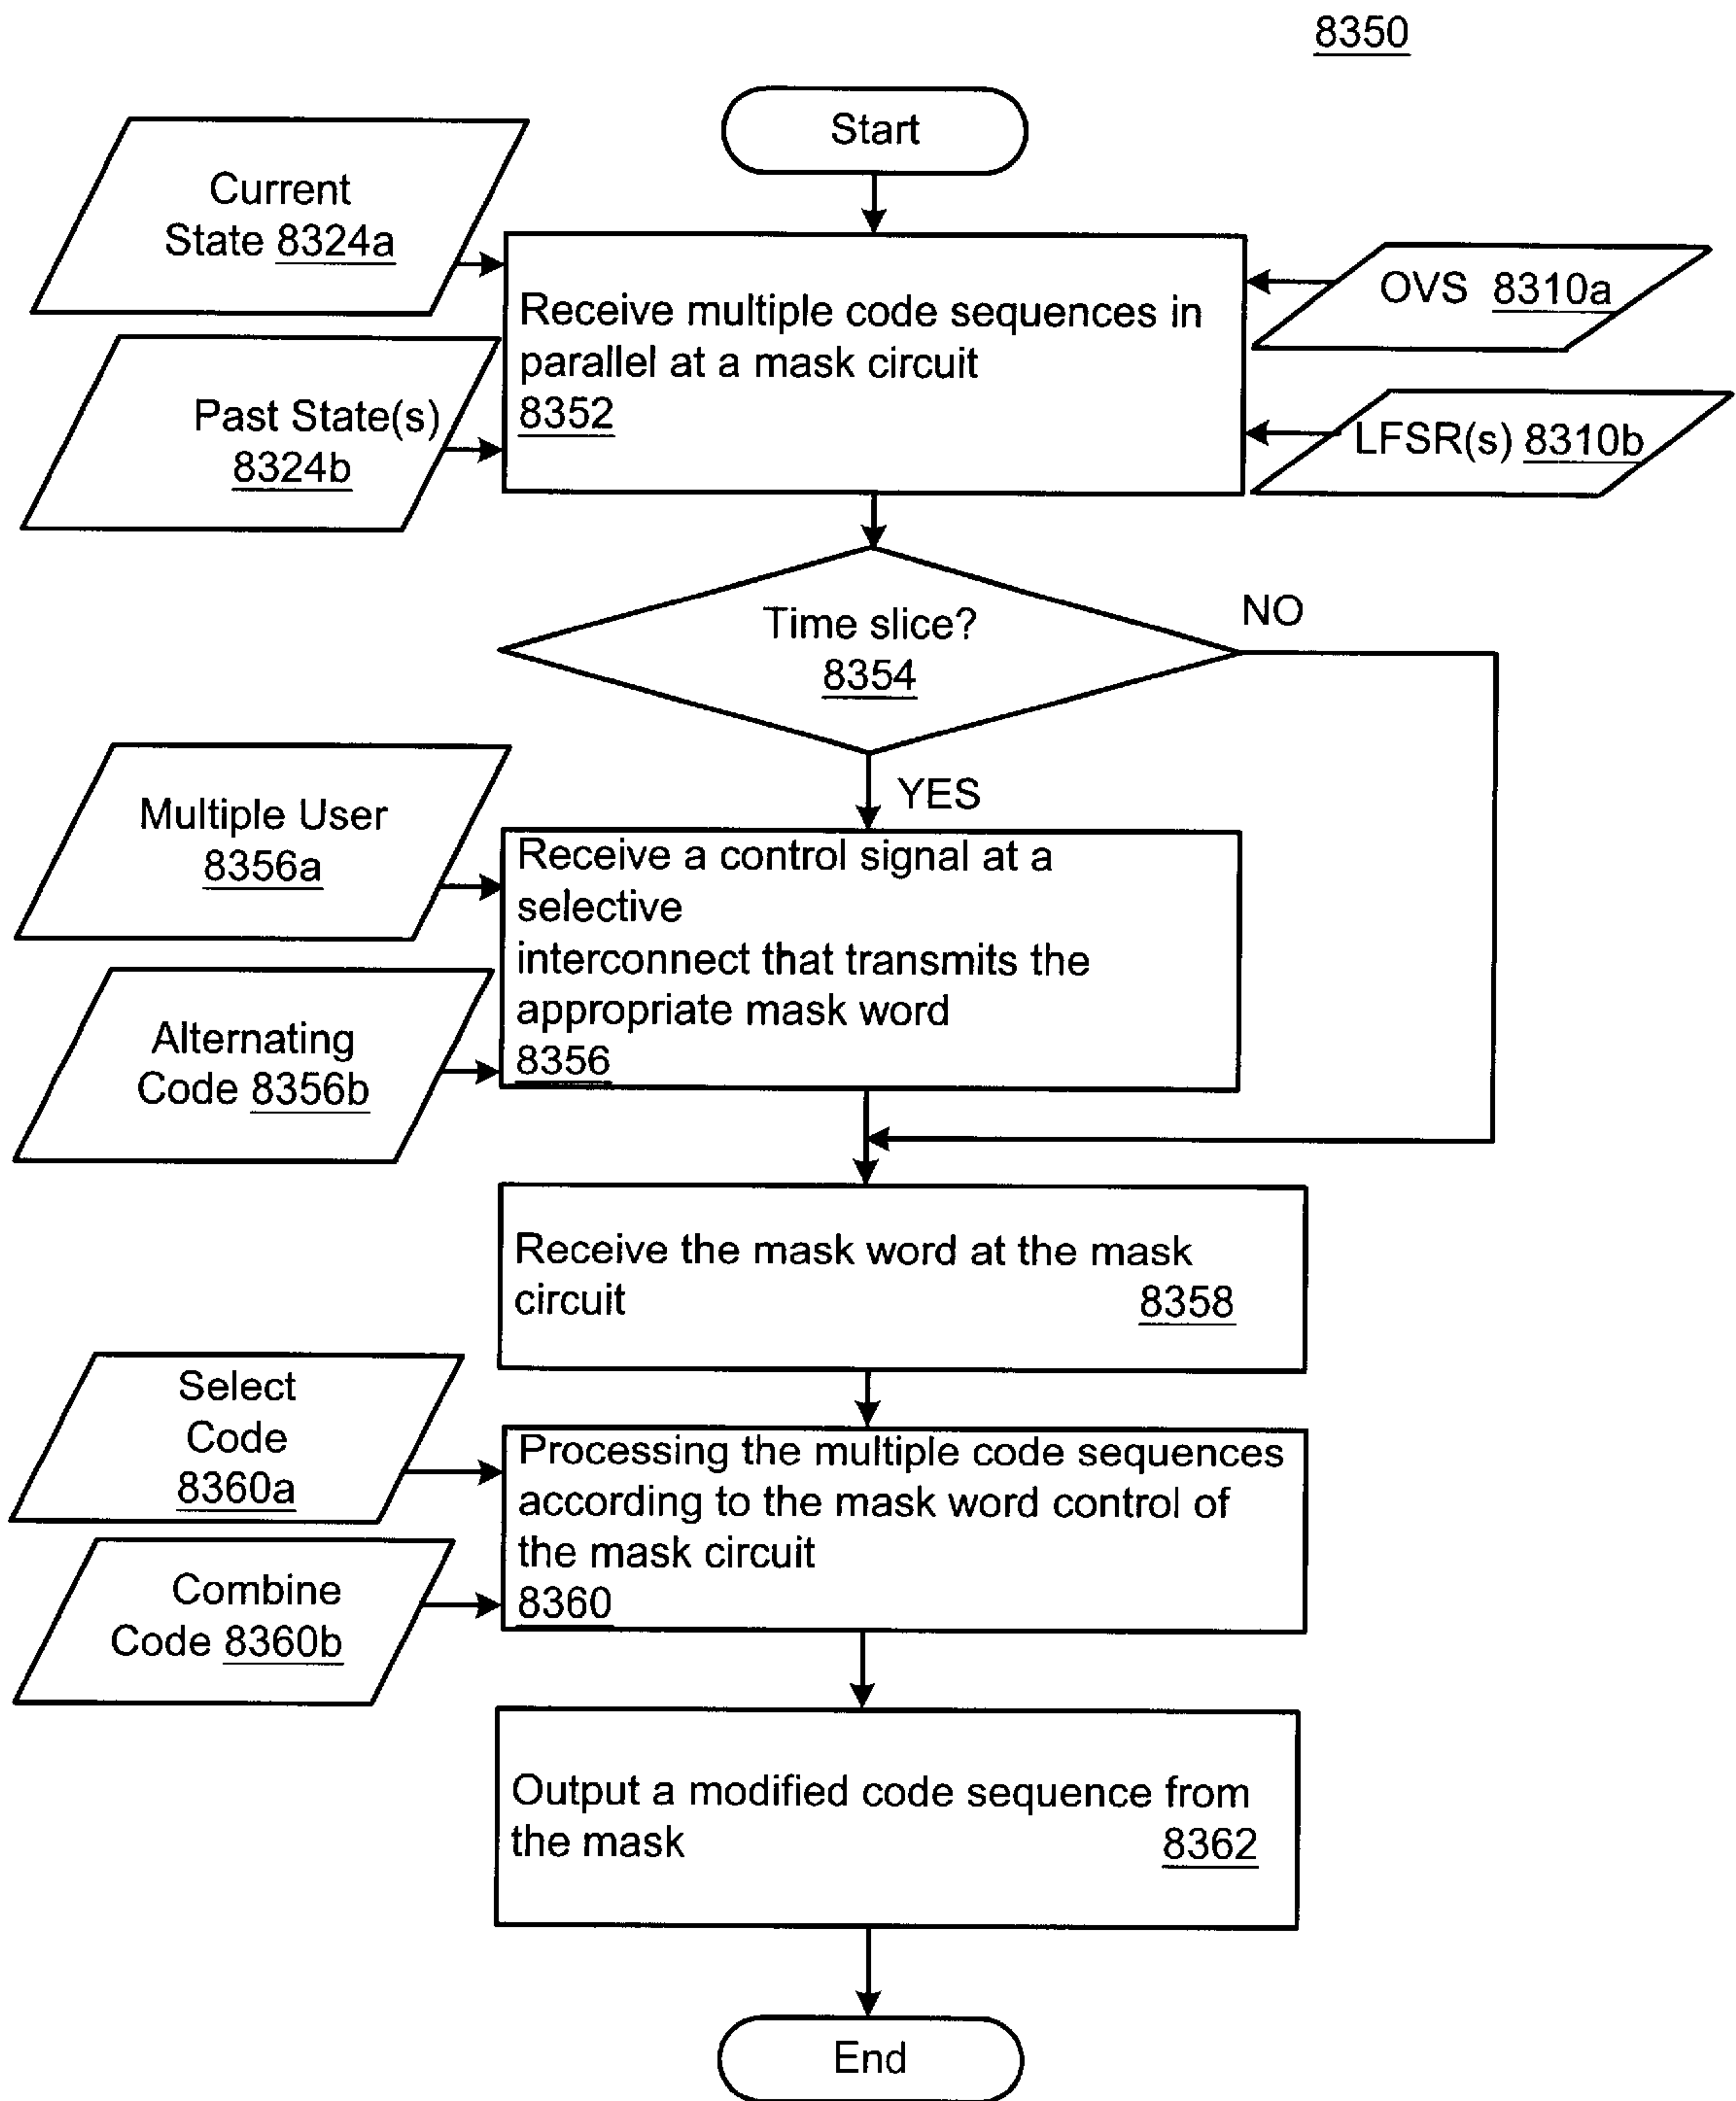 8350
Start
Current
State 8324a
Past State(s)
8324b
Receive multiple code sequences in
parallel at a mask circuit
8352
OVS 8310a
LFSR(s) 8310b
Time slice?
8354
NO
YES
Multiple User
8356a
Alternating
Code 8356b
Receive a control signal at a
selective
interconnect that transmits the
appropriate mask word
8356
Receive the mask word at the mask
circuit 8358
Select
Code
8360a
Combine
Code 8360b
Processing the multiple code sequences
according to the mask word control of
the mask circuit
8360
Output a modified code sequence from
the mask 8362
End